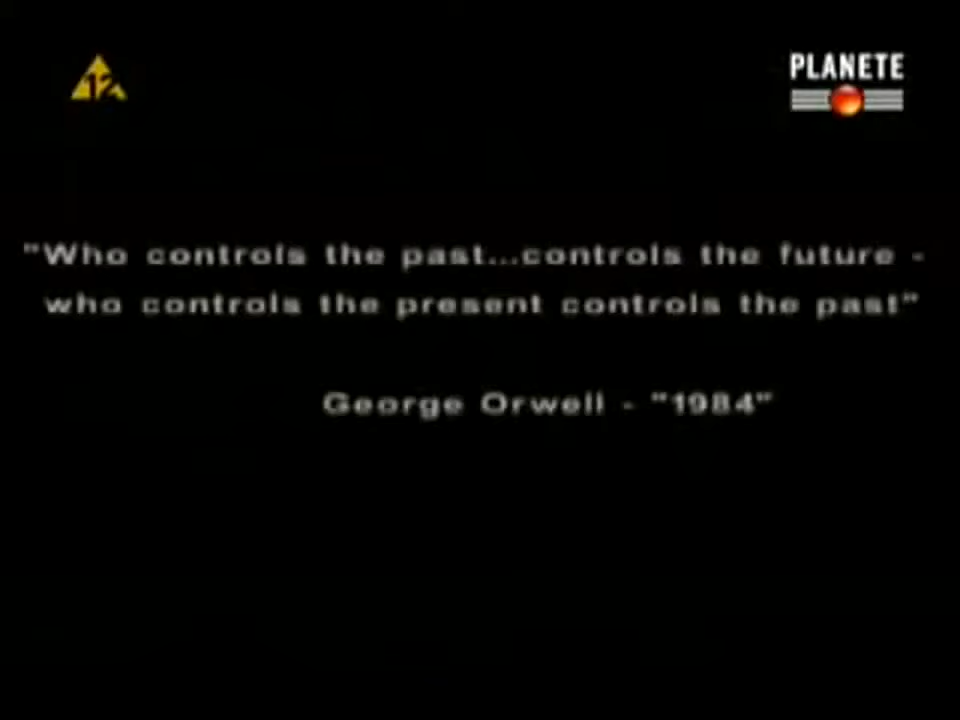 12
PLANETE
"Who controls the past...controls the future -
who controls the present controls the past"
George Orwell - "1984"